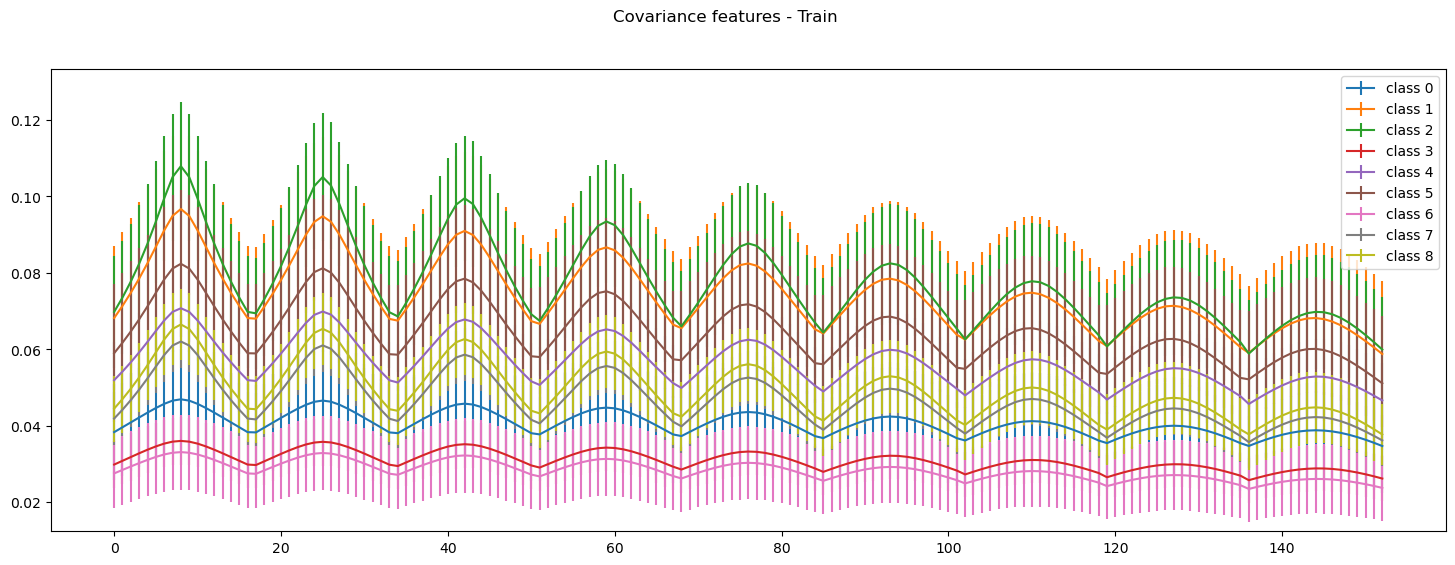 Covariance features - Train
0.12
0.10
0.08
0.06
0.04
0.02
0
20
40
60
80
100
120
140
class 0
class 1
class 2
class 3
class 4
class 5
class 6
class 7
class 8